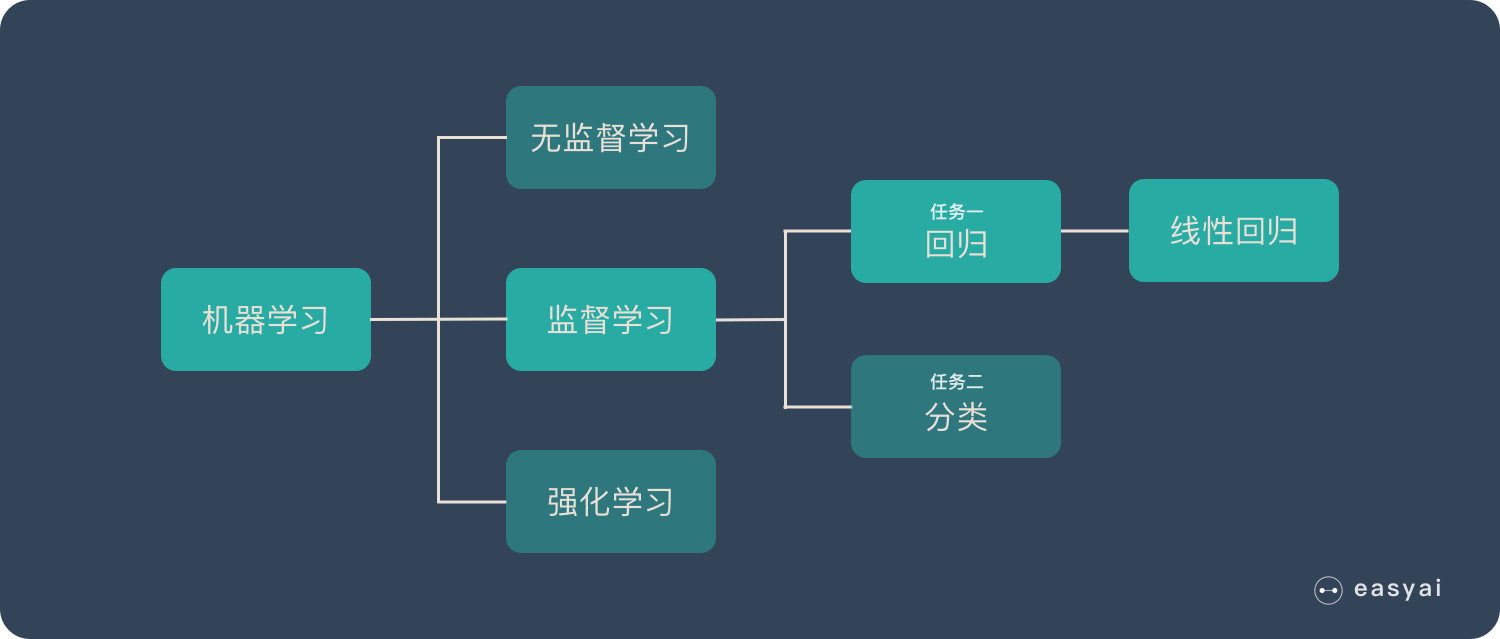 无监督学习
任务一
回归
线性回归
机器学习
监督学习
任务二
分类
强化学习
easyai